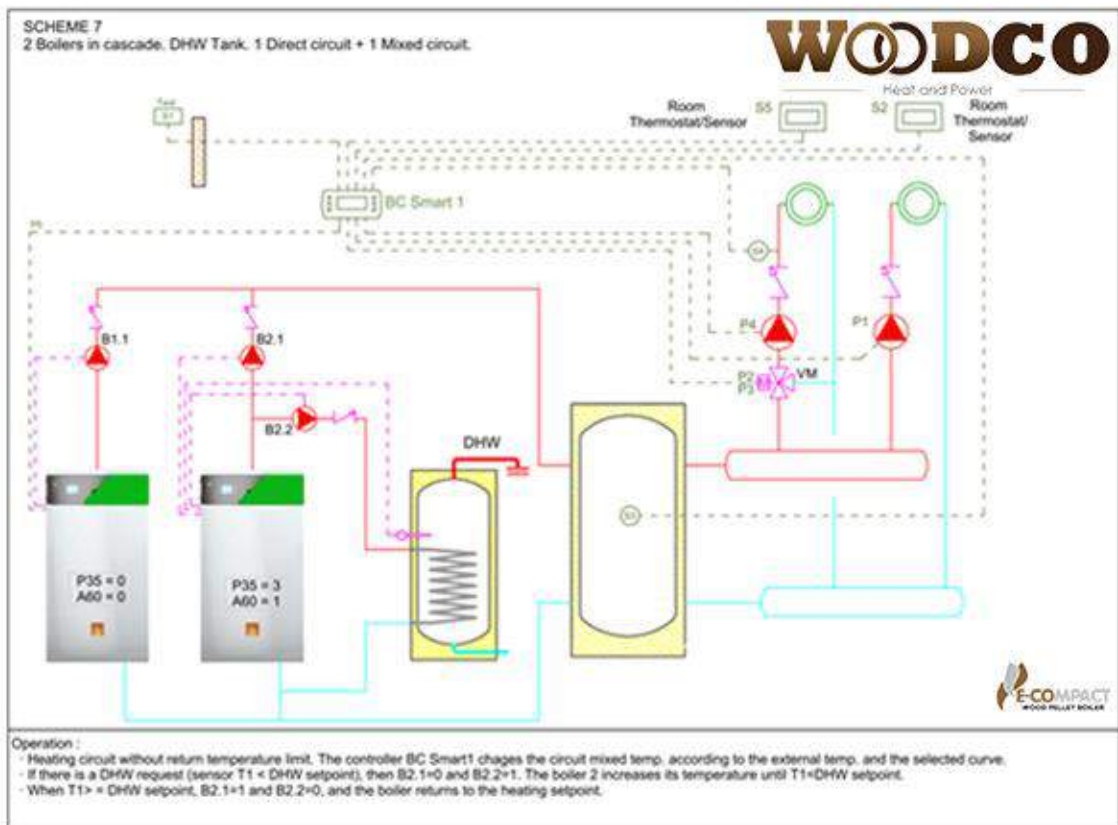 SCHEME 7
2 Boilers in cascade. DHW Tank. 1 Direct circuit + 1 Mixed circuit.
WOODCO
Heat and Power
Room
Thermostat/Sensor
S5
S2
Room
Thermostat/
Sensor
BC Smart 1
B1.1
B2.1
B2.2
P4
P1
P2
P3
VM
DHW
P35 = 0
A60 = 0
P35 = 3
A60 = 1
E-COMPACT
WOOD PELLET BOILER
Operation :
· Heating circuit without return temperature limit. The controller BC Smart1 chages the circuit mixed temp. according to the external temp. and the selected curve.
· If there is a DHW request (sensor T1 < DHW setpoint), then B2.1=0 and B2.2=1. The boiler 2 increases its temperature until T1=DHW setpoint.
· When T1> = DHW setpoint, B2.1=1 and B2.2=0, and the boiler returns to the heating setpoint.